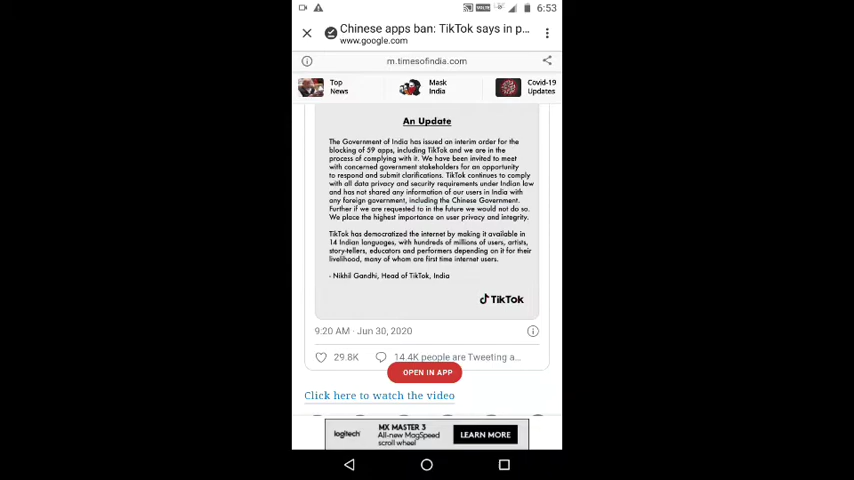 6:53
Chinese apps ban: TikTok says in p...
www.google.com
m.timesofindia.com
Top
News
Mask
India
Covid-19
Updates
An Update
The Government of India has issued an interim order for the
blocking of 59 apps, including TikTok and we are in the
process of complying with it. We have been invited to meet
with concerned government stakeholders for an opportunity
to respond and submit clarifications. TikTok continues to comply
with all data privacy and security requirements under Indian law
and has not shared any information of our users in India with
any foreign government, including the Chinese Government.
Further if we are requested to in the future we would not do so.
We place the highest importance on user privacy and integrity.
TikTok has democratized the internet by making it available in
14 Indian languages, with hundreds of millions of users, artists,
story-tellers, educators and performers depending on it for their
livelihood, many of whom are first time internet users.
- Nikhil Gandhi, Head of TikTok, India
TikTok
9:20 AM · Jun 30, 2020
29.8K
14.4K people are Tweeting a...
OPEN IN APP
Click here to watch the video
logitech
MX MASTER 3
All-new MagSpeed
scroll wheel
LEARN MORE